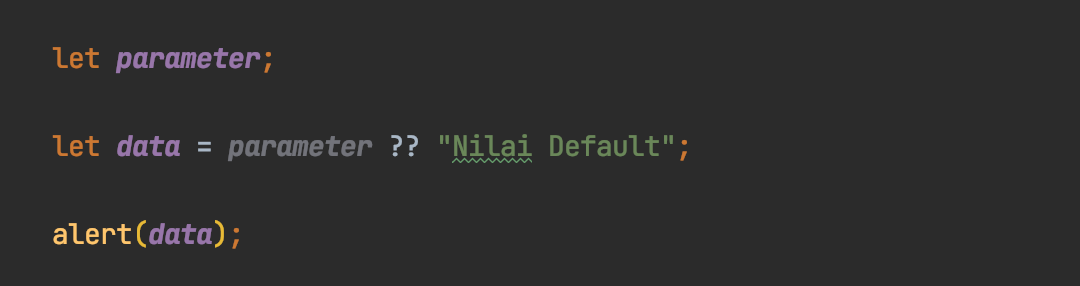 let parameter;
let data = parameter ?? "Nilai Default";
alert(data);